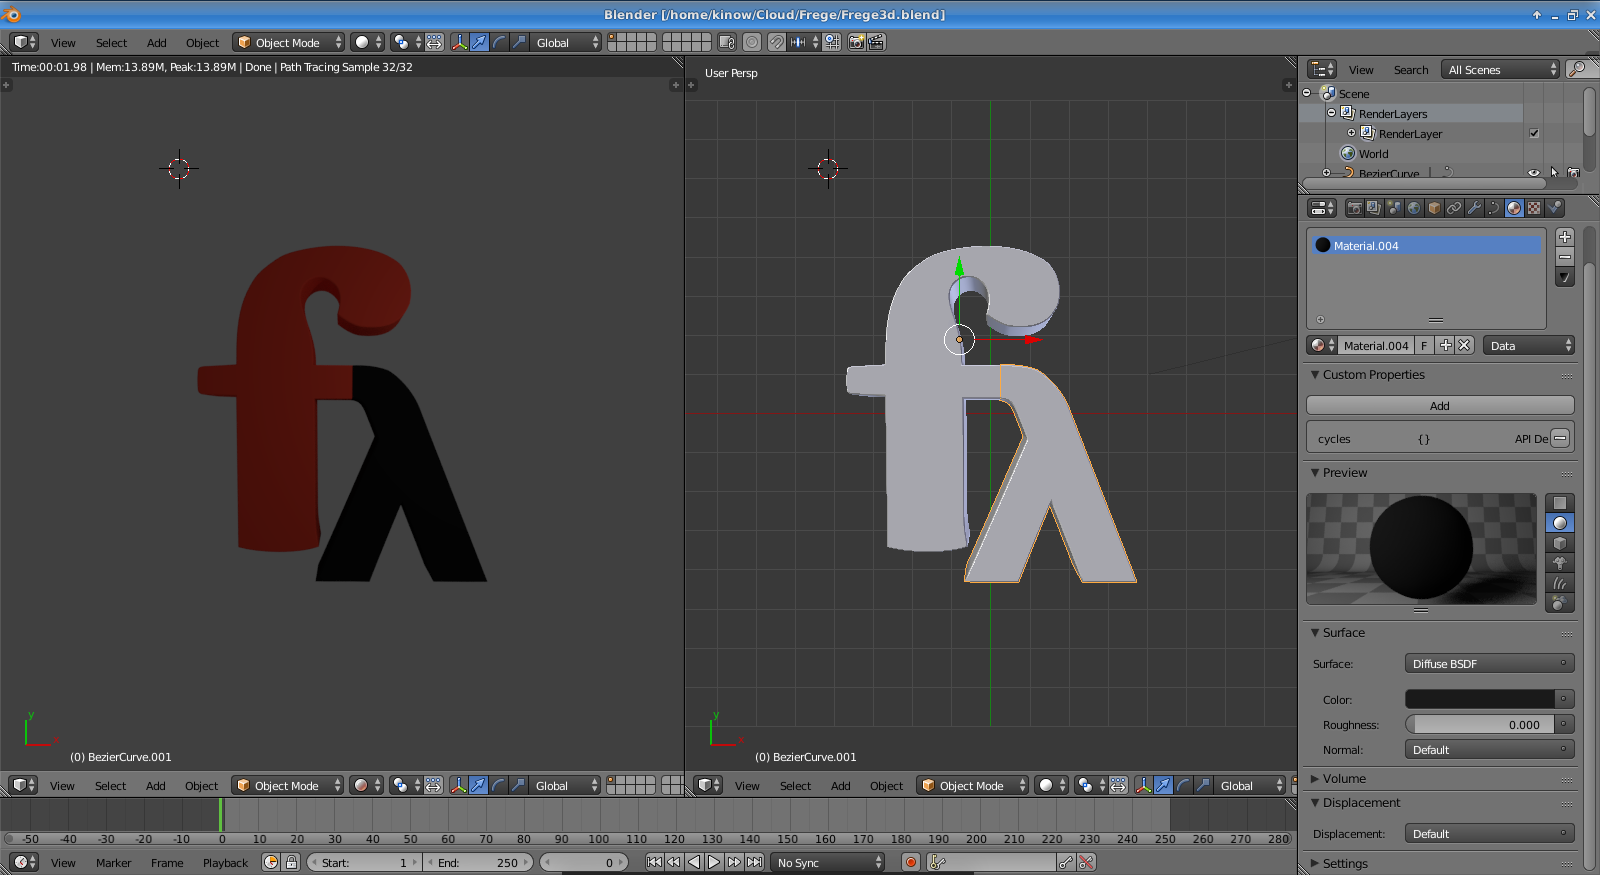 Blender [/home/kinow/Cloud/Frege/Frege3d.blend]
View Select Add Object Object Mode Global
Time:00:01.98 | Mem:13.89M, Peak:13.89M | Done | Path Tracing Sample 32/32
User Persp
View Search All Scenes
Scene
RenderLayers
RenderLayer
World
BezierCurve
Material.004
Material.004 F Data
Custom Properties
Add
cycles {} API De
Preview
Surface
Surface: Diffuse BSDF
Color:
Roughness: 0.000
Normal: Default
Volume
Displacement
Displacement: Default
Settings
fλ
fλ
y
x
(0) BezierCurve.001
y
x
(0) BezierCurve.001
View Select Add Object Object Mode Global
View Select Add Object Object Mode Global
-50 -40 -30 -20 -10 0 10 20 30 40 50 60 70 80 90 100 110 120 130 140 150 160 170 180 190 200 210 220 230 240 250 260 270 280
View Marker Frame Playback Start: 1 End: 250 0 No Sync